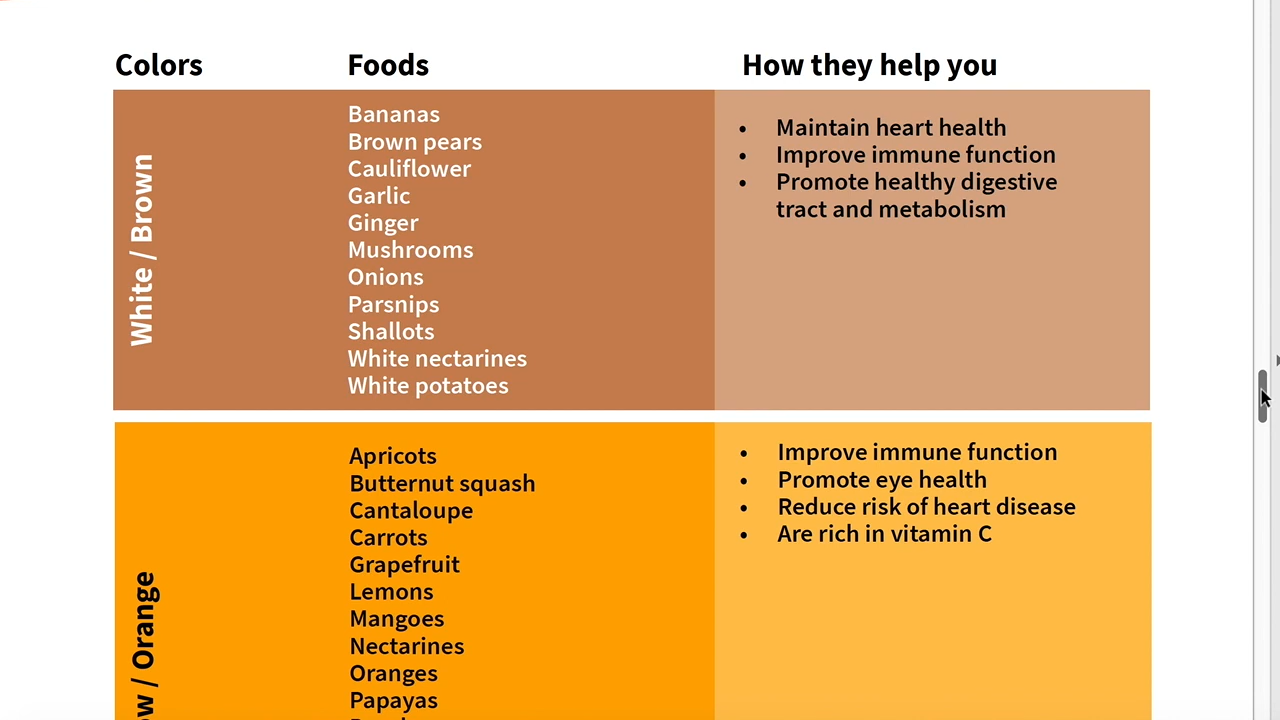 Colors Foods How they help you
White / Brown
Bananas
Brown pears
Cauliflower
Garlic
Ginger
Mushrooms
Onions
Parsnips
Shallots
White nectarines
White potatoes
• Maintain heart health
• Improve immune function
• Promote healthy digestive
tract and metabolism
/ Orange
Apricots
Butternut squash
Cantaloupe
Carrots
Grapefruit
Lemons
Mangoes
Nectarines
Oranges
Papayas
• Improve immune function
• Promote eye health
• Reduce risk of heart disease
• Are rich in vitamin C